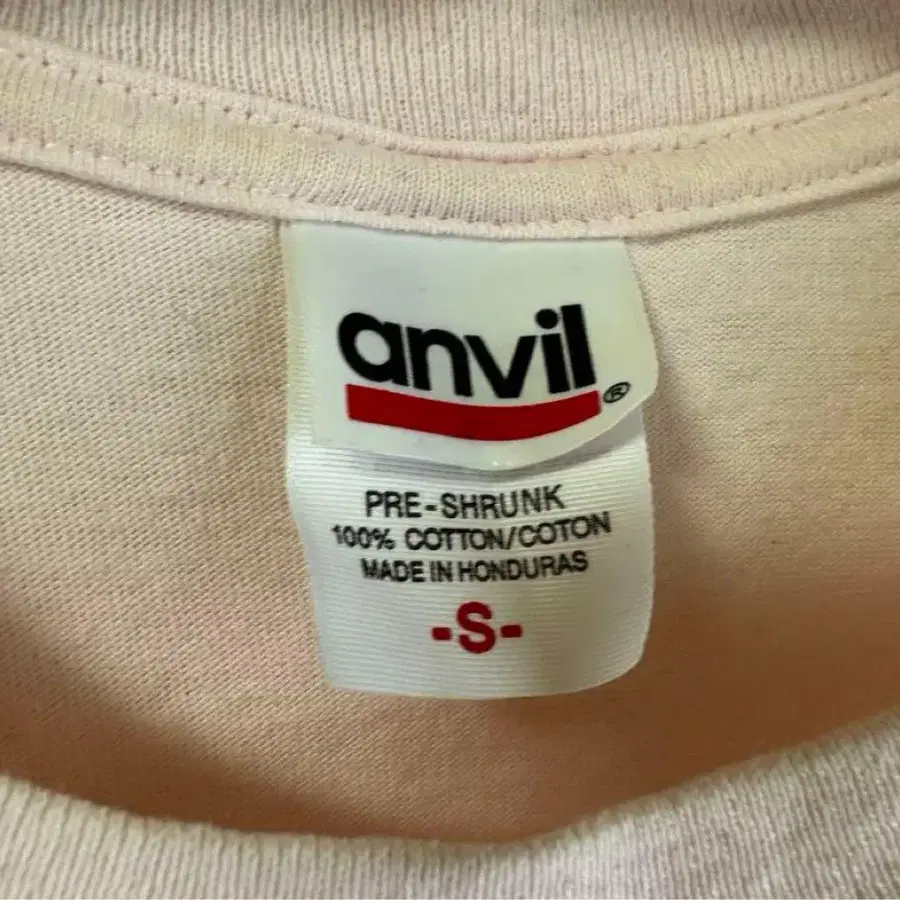 anvil®
PRE-SHRUNK
100% COTTON/COTON
MADE IN HONDURAS
-S-